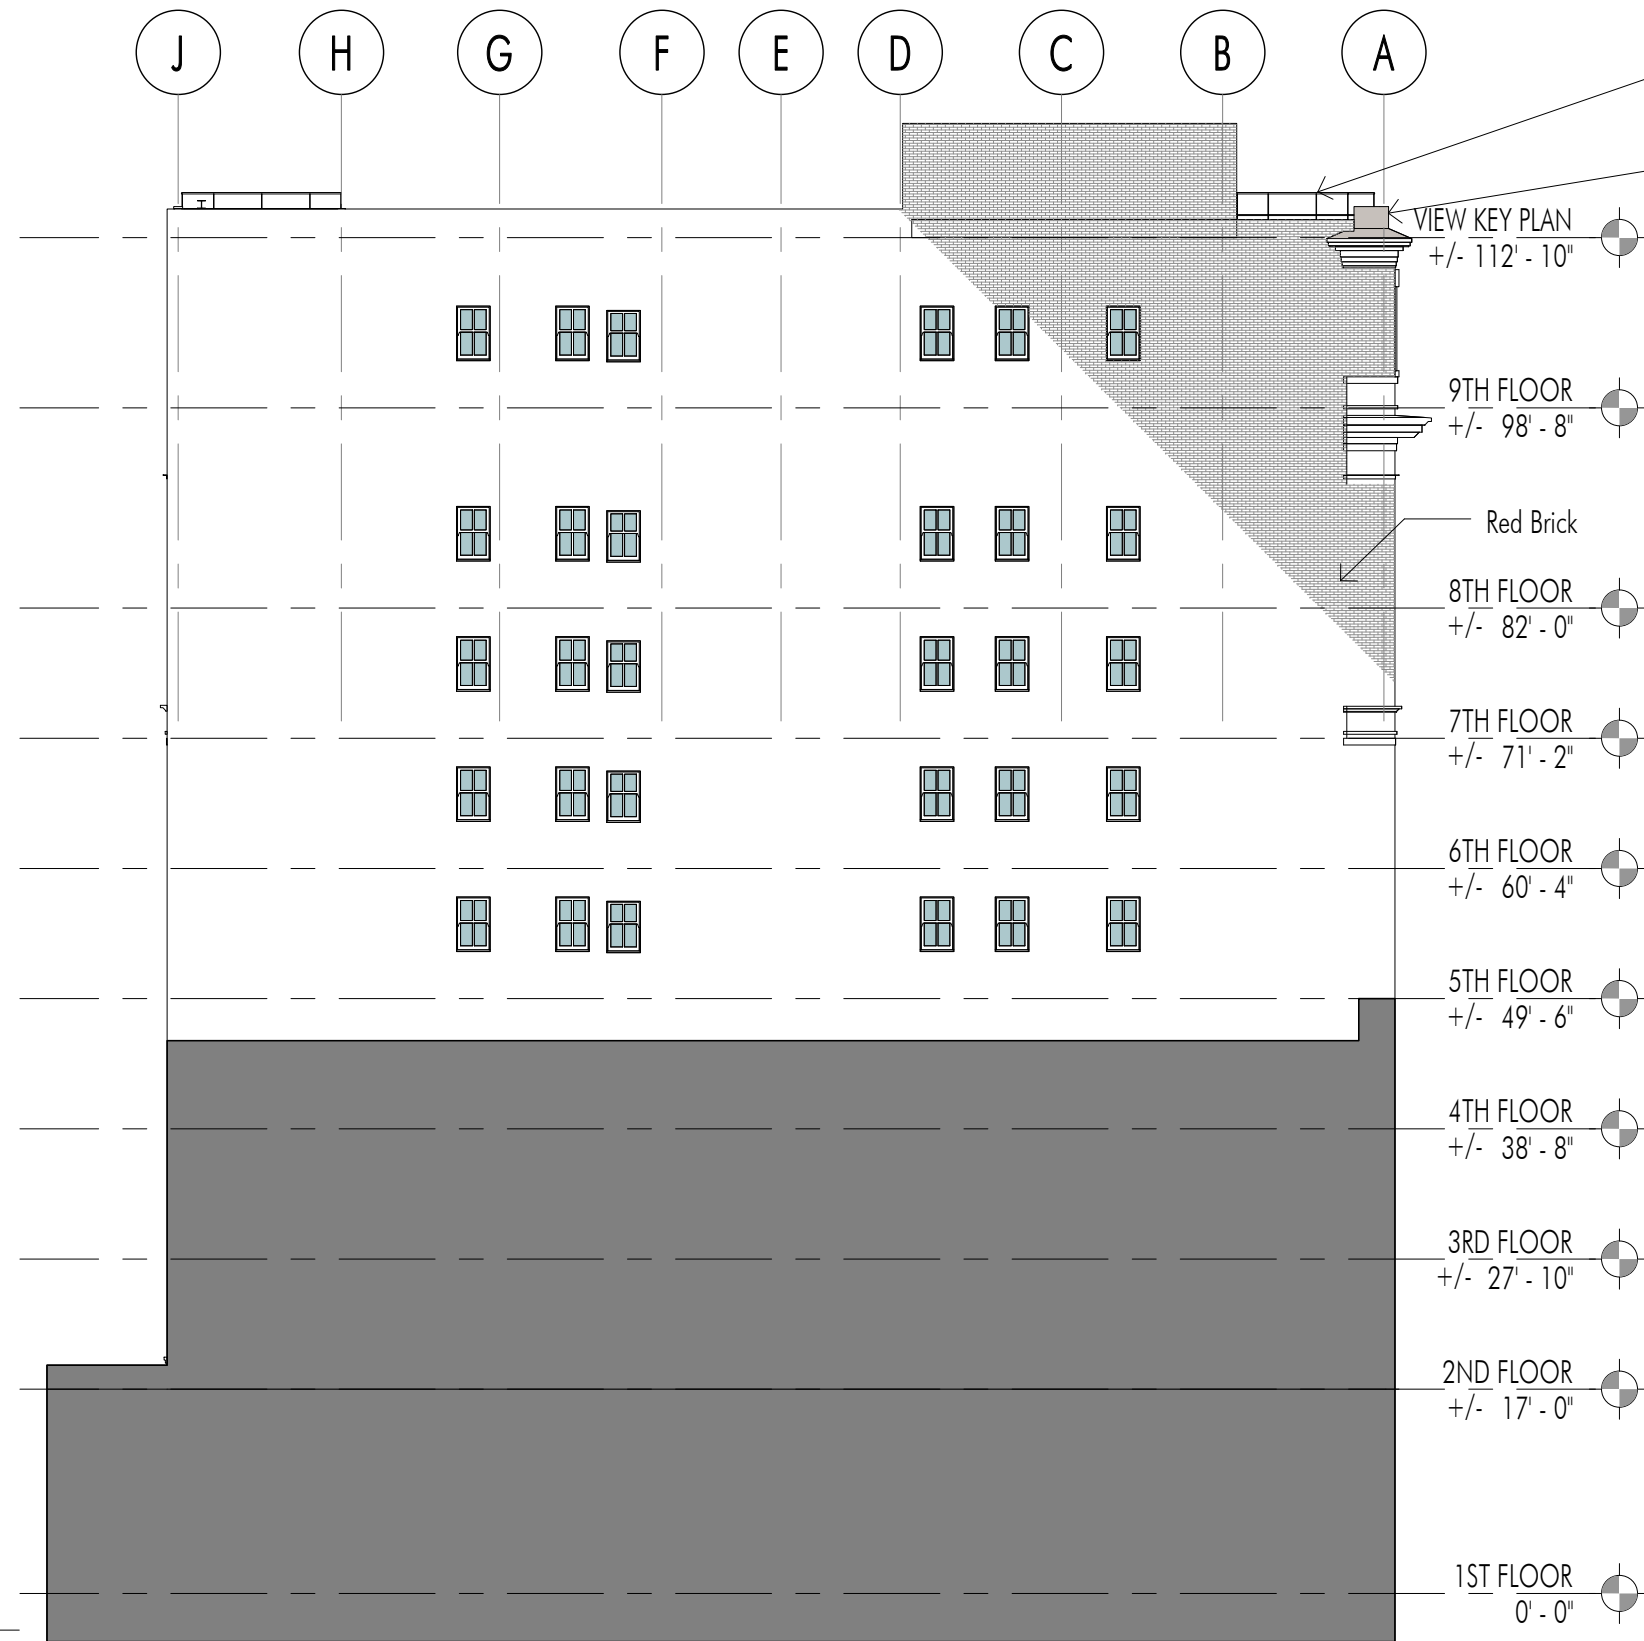 J H G F E D C B A
VIEW KEY PLAN
+/- 112' - 10"
9TH FLOOR
+/- 98' - 8"
Red Brick
8TH FLOOR
+/- 82' - 0"
7TH FLOOR
+/- 71' - 2"
6TH FLOOR
+/- 60' - 4"
5TH FLOOR
+/- 49' - 6"
4TH FLOOR
+/- 38' - 8"
3RD FLOOR
+/- 27' - 10"
2ND FLOOR
+/- 17' - 0"
1ST FLOOR
0' - 0"